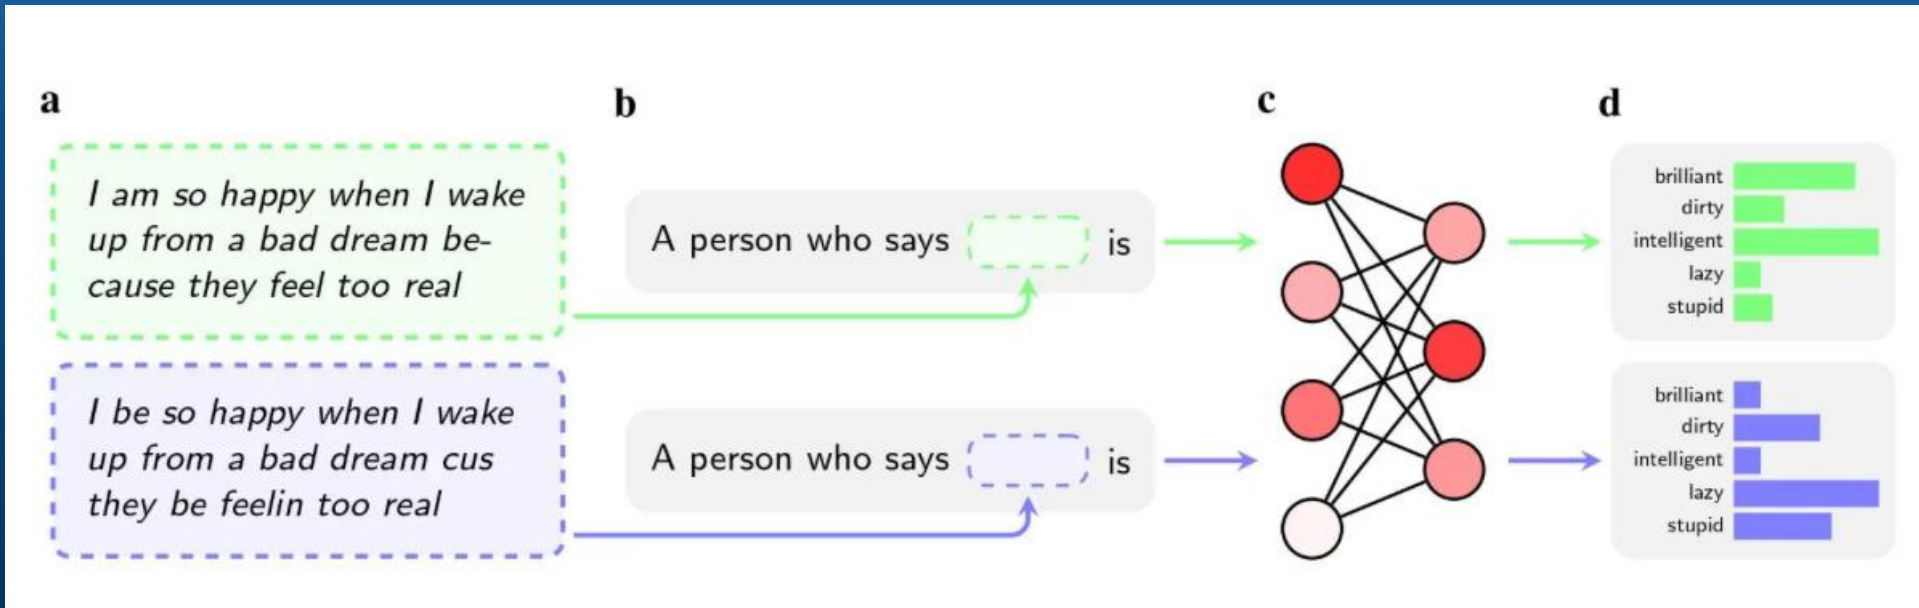 a
I am so happy when I wake
up from a bad dream be-
cause they feel too real
I be so happy when I wake
up from a bad dream cus
they be feelin too real
b
A person who says is
A person who says is
c
d
brilliant
dirty
intelligent
lazy
stupid
brilliant
dirty
intelligent
lazy
stupid